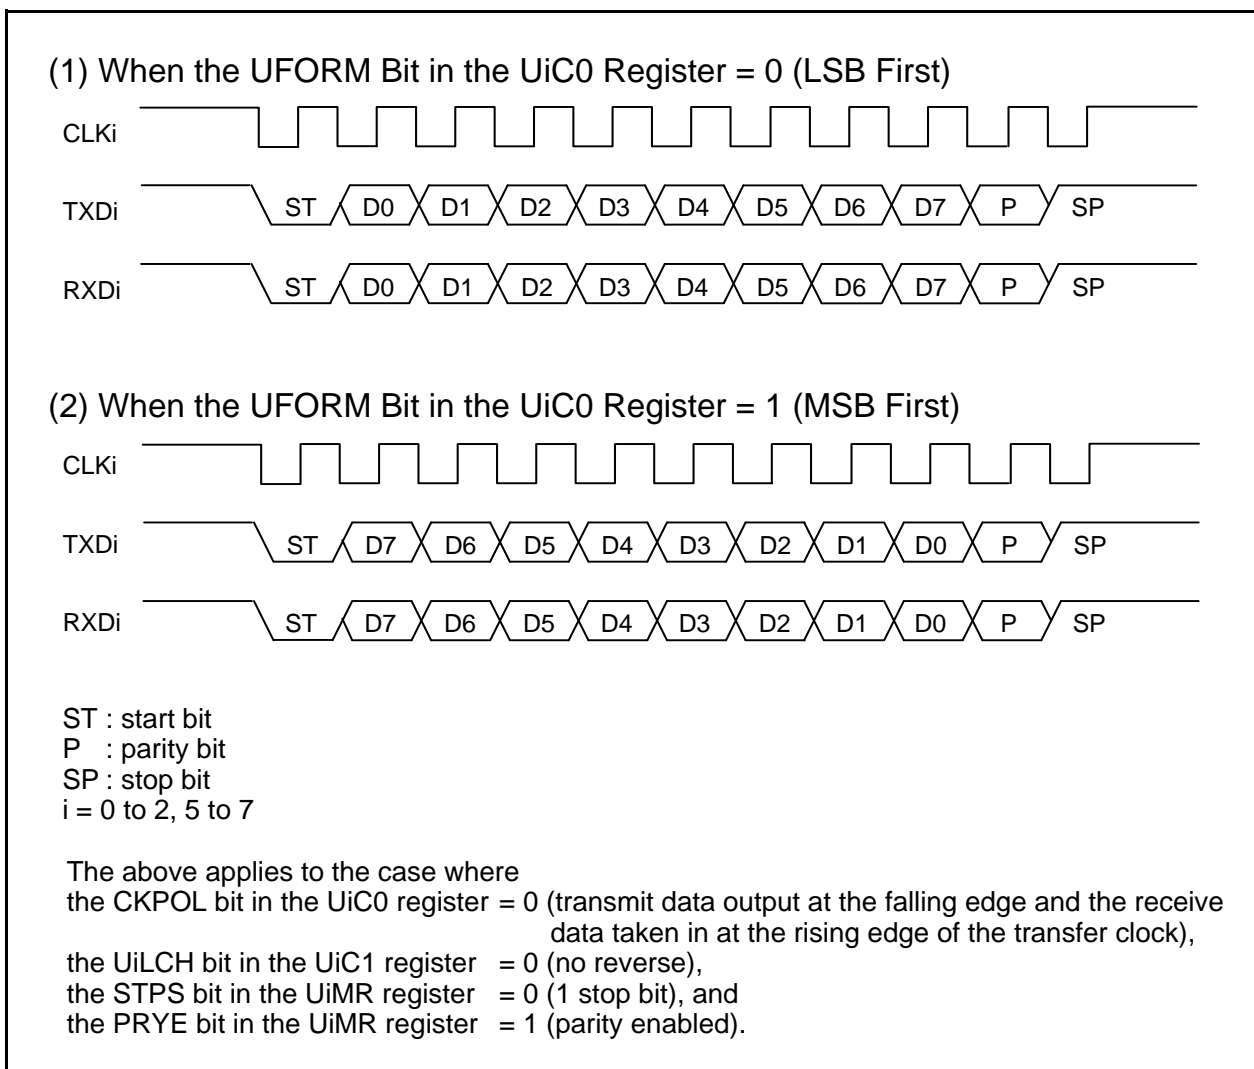 (1) When the UFORM Bit in the UiC0 Register = 0 (LSB First)
CLKi
TXDi ST D0 D1 D2 D3 D4 D5 D6 D7 P SP
RXDi ST D0 D1 D2 D3 D4 D5 D6 D7 P SP
(2) When the UFORM Bit in the UiC0 Register = 1 (MSB First)
CLKi
TXDi ST D7 D6 D5 D4 D3 D2 D1 D0 P SP
RXDi ST D7 D6 D5 D4 D3 D2 D1 D0 P SP
ST : start bit
P : parity bit
SP : stop bit
i = 0 to 2, 5 to 7
The above applies to the case where
the CKPOL bit in the UiC0 register = 0 (transmit data output at the falling edge and the receive
data taken in at the rising edge of the transfer clock),
the UiLCH bit in the UiC1 register = 0 (no reverse),
the STPS bit in the UiMR register = 0 (1 stop bit), and
the PRYE bit in the UiMR register = 1 (parity enabled).